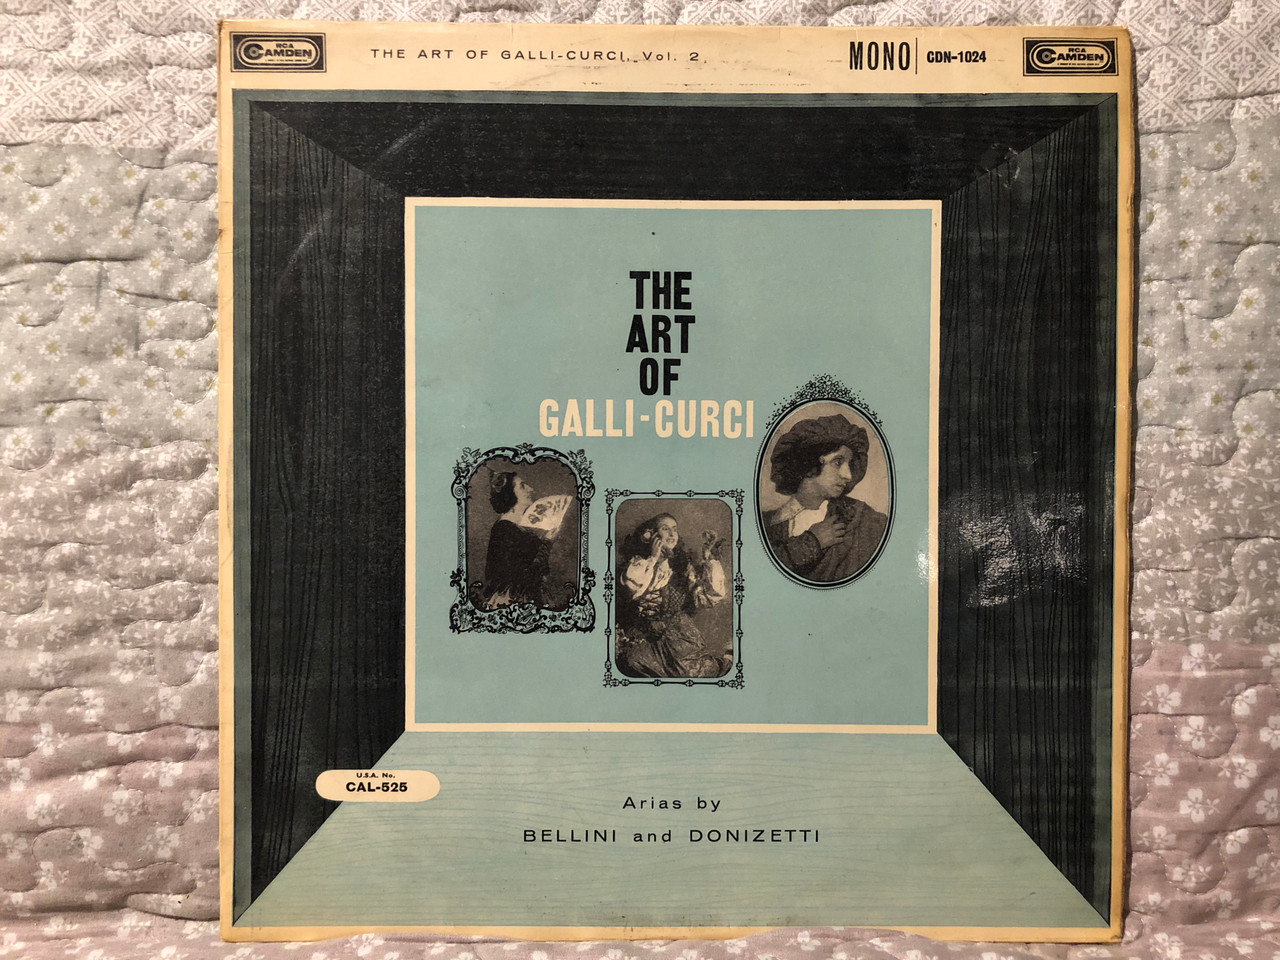 RCA
CAMDEN
THE ART OF GALLI-CURCI, Vol. 2
MONO
CDN-1024
RCA
CAMDEN
THE
ART
OF
GALLI-CURCI
U.S.A. No.
CAL-525
Arias by
BELLINI and DONIZETTI